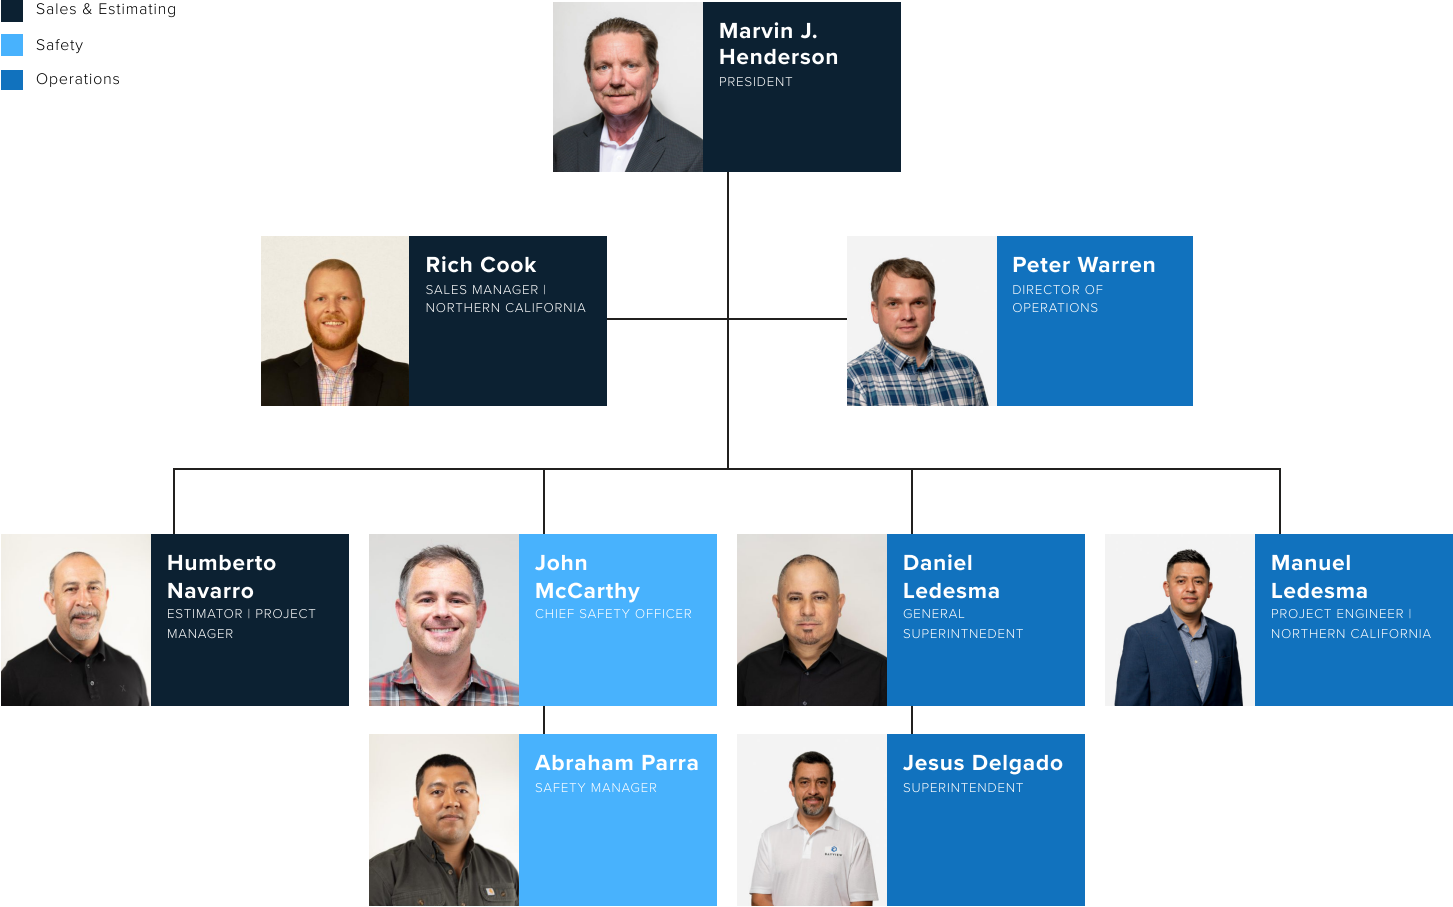 Sales & Estimating
Safety
Operations
Marvin J.
Henderson
PRESIDENT
Rich Cook
SALES MANAGER |
NORTHERN CALIFORNIA
Peter Warren
DIRECTOR OF
OPERATIONS
Humberto
Navarro
ESTIMATOR | PROJECT
MANAGER
John
McCarthy
CHIEF SAFETY OFFICER
Daniel
Ledesma
GENERAL
SUPERINTNEDENT
Manuel
Ledesma
PROJECT ENGINEER |
NORTHERN CALIFORNIA
Abraham Parra
SAFETY MANAGER
Jesus Delgado
SUPERINTENDENT